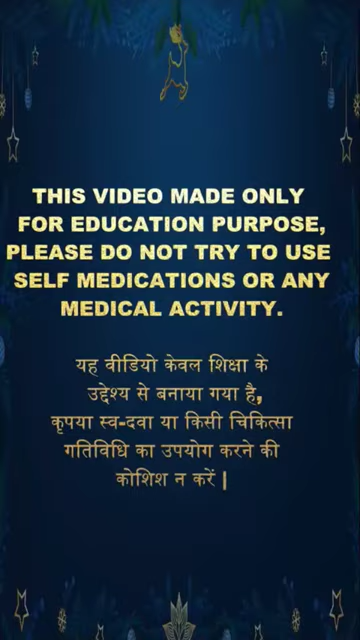 THIS VIDEO MADE ONLY
FOR EDUCATION PURPOSE,
PLEASE DO NOT TRY TO USE
SELF MEDICATIONS OR ANY
MEDICAL ACTIVITY.
यह वीडियो केवल शिक्षा के
उद्देश्य से बनाया गया है,
कृपया स्व-दवा या किसी चिकित्सा
गतिविधि का उपयोग करने की
कोशिश न करें |